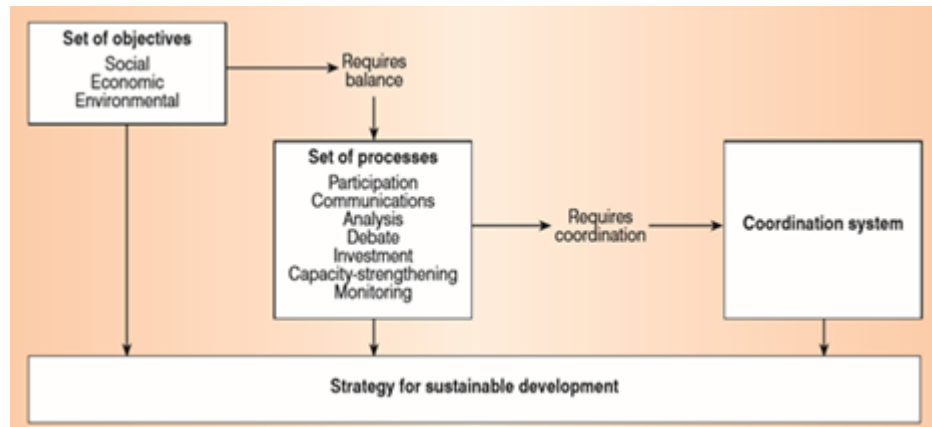 Set of objectives
Social
Economic
Environmental
Requires
balance
Set of processes
Participation
Communications
Analysis
Debate
Investment
Capacity-strengthening
Monitoring
Requires
coordination
Coordination system
Strategy for sustainable development